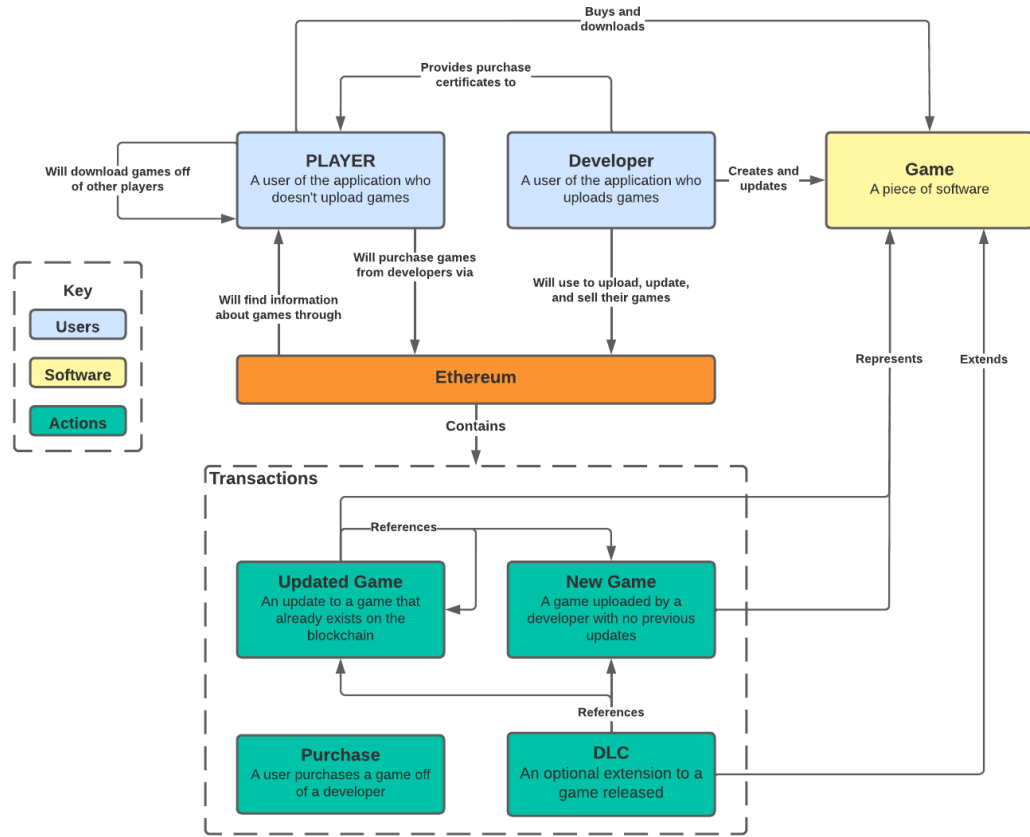 Buys and
downloads
Provides purchase
certificates to
PLAYER
A user of the application who
doesn't upload games
Developer
A user of the application who
uploads games
Creates and
updates
Game
A piece of software
Will download games off
of other players
Will purchase games
from developers via
Will use to upload, update,
and sell their games
Will find information
about games through
Key
Users
Software
Actions
Ethereum
Represents
Extends
Contains
Transactions
References
Updated Game
An update to a game that
already exists on the
blockchain
New Game
A game uploaded by a
developer with no previous
updates
References
Purchase
A user purchases a game off
of a developer
DLC
An optional extension to a
game released